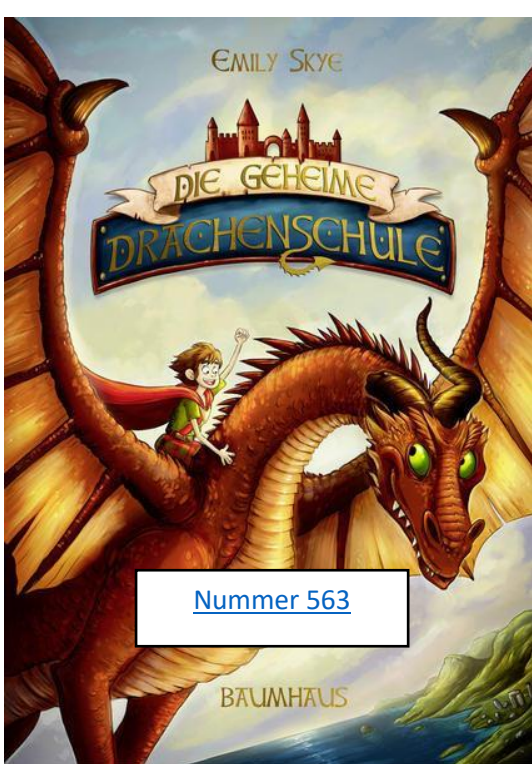 EMILY SKYE
DIE GEHEIME
DRACHENSCHULE
Nummer 563
BAUMHAUS